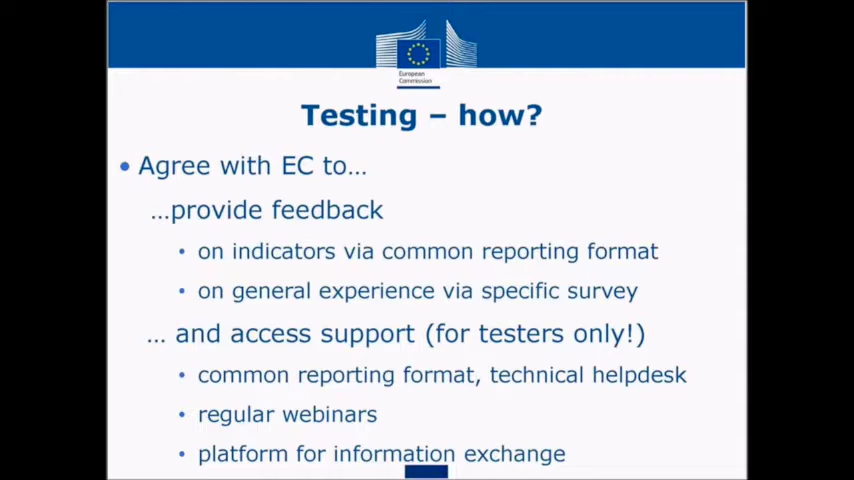 European
Commission
Testing – how?
• Agree with EC to...
...provide feedback
• on indicators via common reporting format
• on general experience via specific survey
... and access support (for testers only!)
• common reporting format, technical helpdesk
• regular webinars
• platform for information exchange